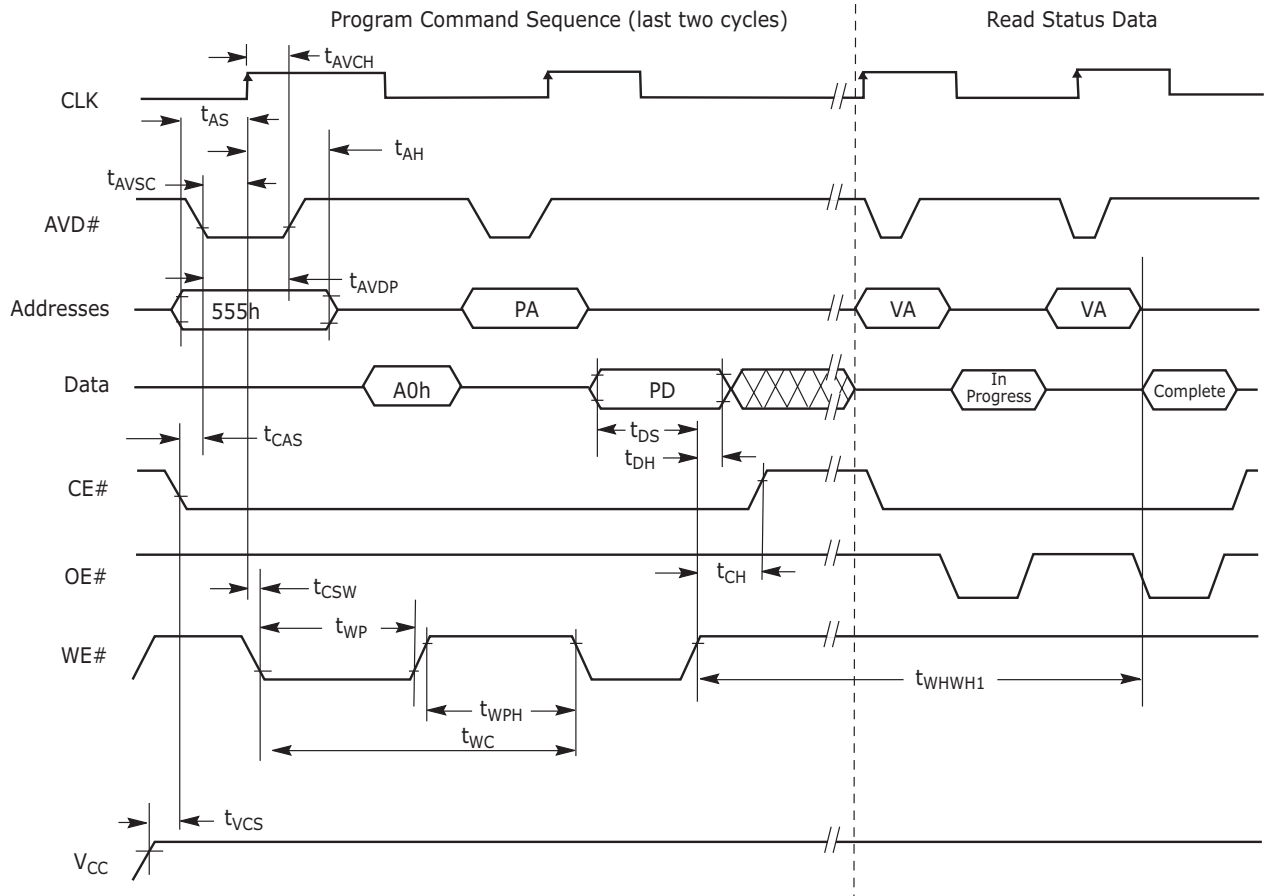 Program Command Sequence (last two cycles)
Read Status Data
tAVCH
CLK
tAS
tAH
tAVSC
AVD#
tAVDP
Addresses
555h
PA
VA
VA
Data
A0h
PD
In
Progress
Complete
tCAS
tDS
tDH
CE#
OE#
tCH
tCSW
tWP
WE#
tWHWH1
tWPH
tWC
tVCS
VCC